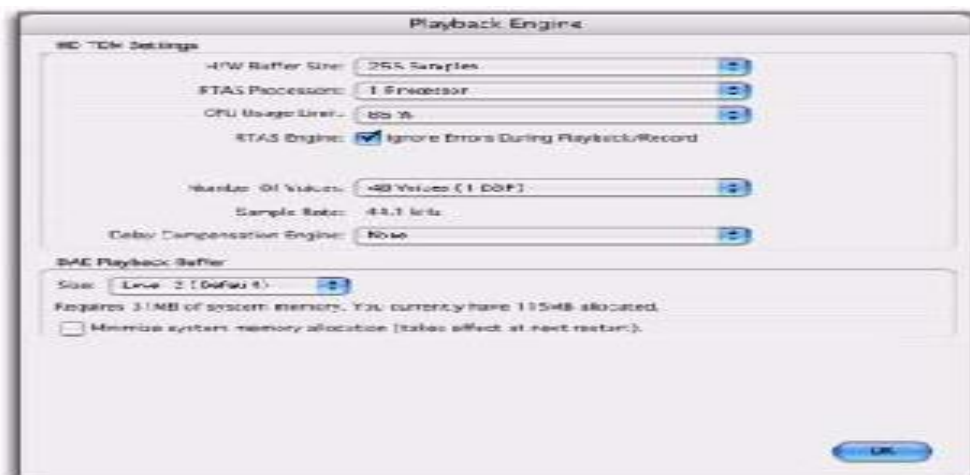 Playback Engine
HD TDM Settings
H/W Buffer Size: Samples
RTAS Processors: 1 Processor
CPU Usage Limit: 85 %
RTAS Engine: Ignore Errors During Playback/Record
Number Of Voices: 48 Voices (1 DSP)
Sample Rate: 44.1 kHz
Delay Compensation Engine: None
DAE Playback Buffer
Size: Level 2 (Default)
Requires 31MB of system memory. You currently have 115MB allocated.
Minimize system memory allocation (takes effect at next restart).
OK